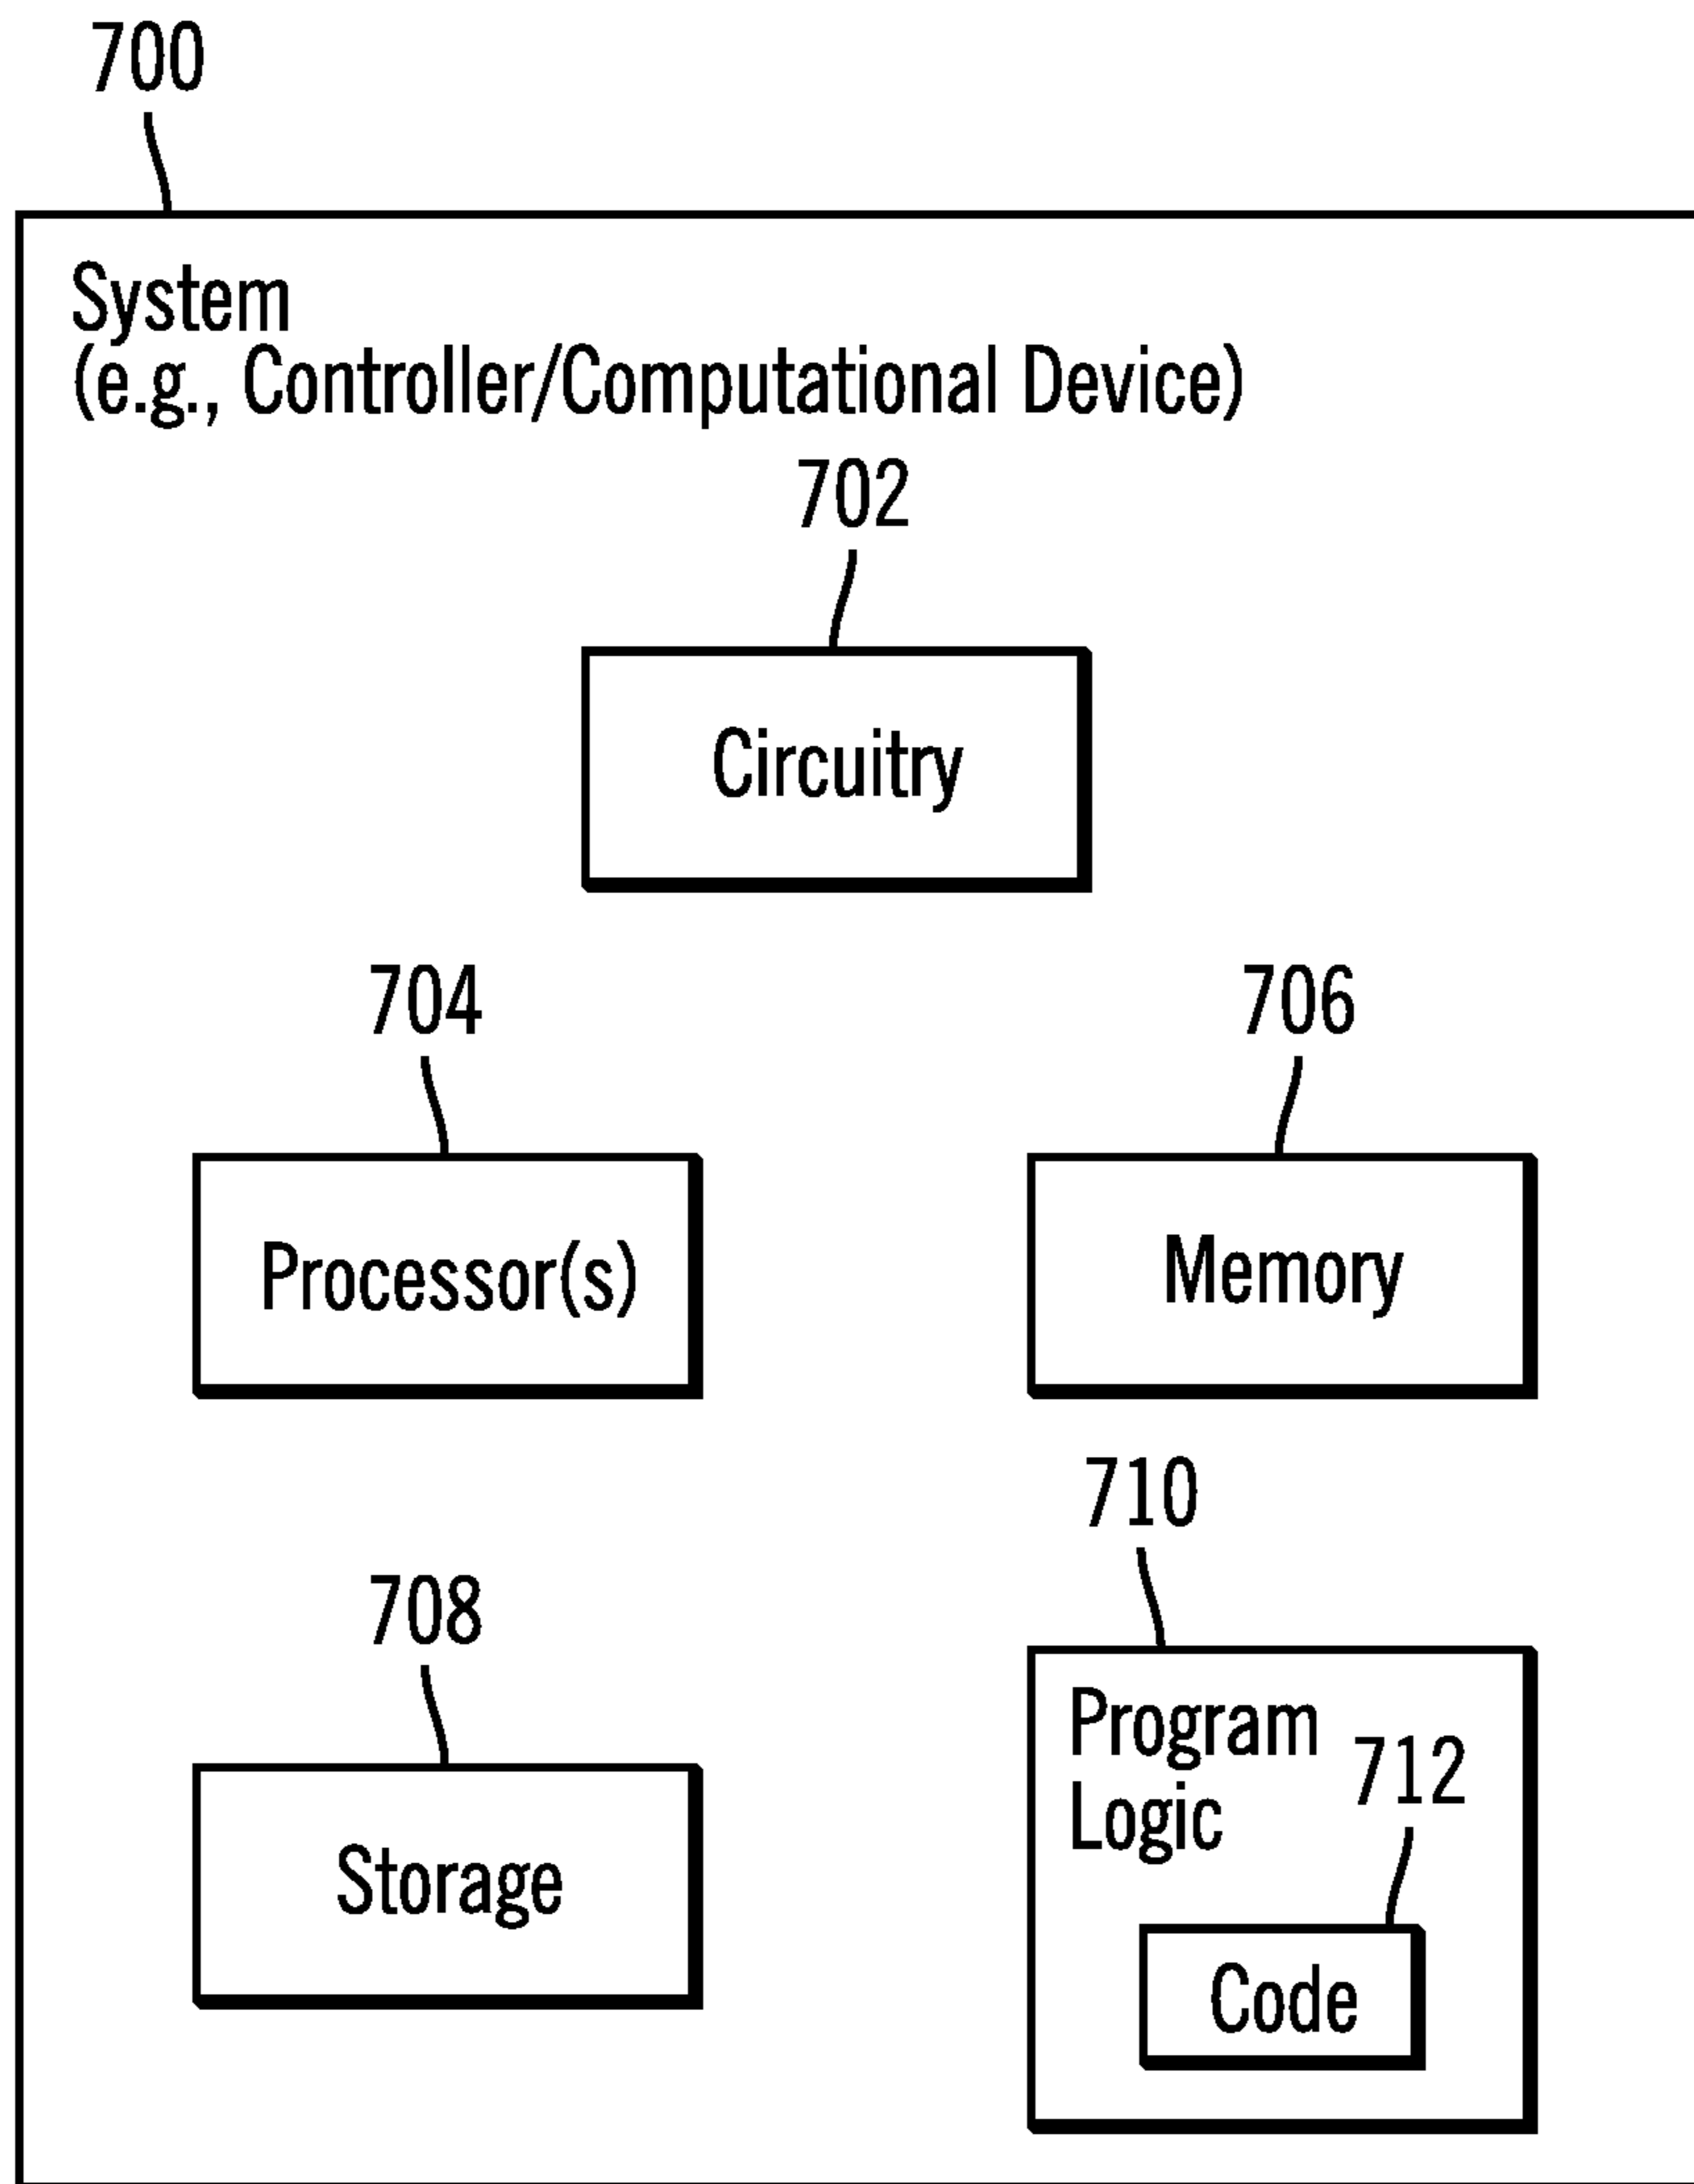 700
System
(e.g., Controller/Computational Device)
702
Circuitry
704
706
Processor(s)
Memory
710
708
Program
712
Logic
Storage
Code